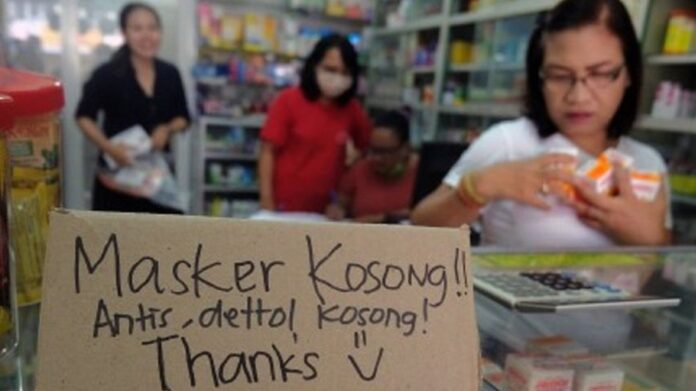 Masker Kosong!!
Antis, dettol, kosong!
Thanks